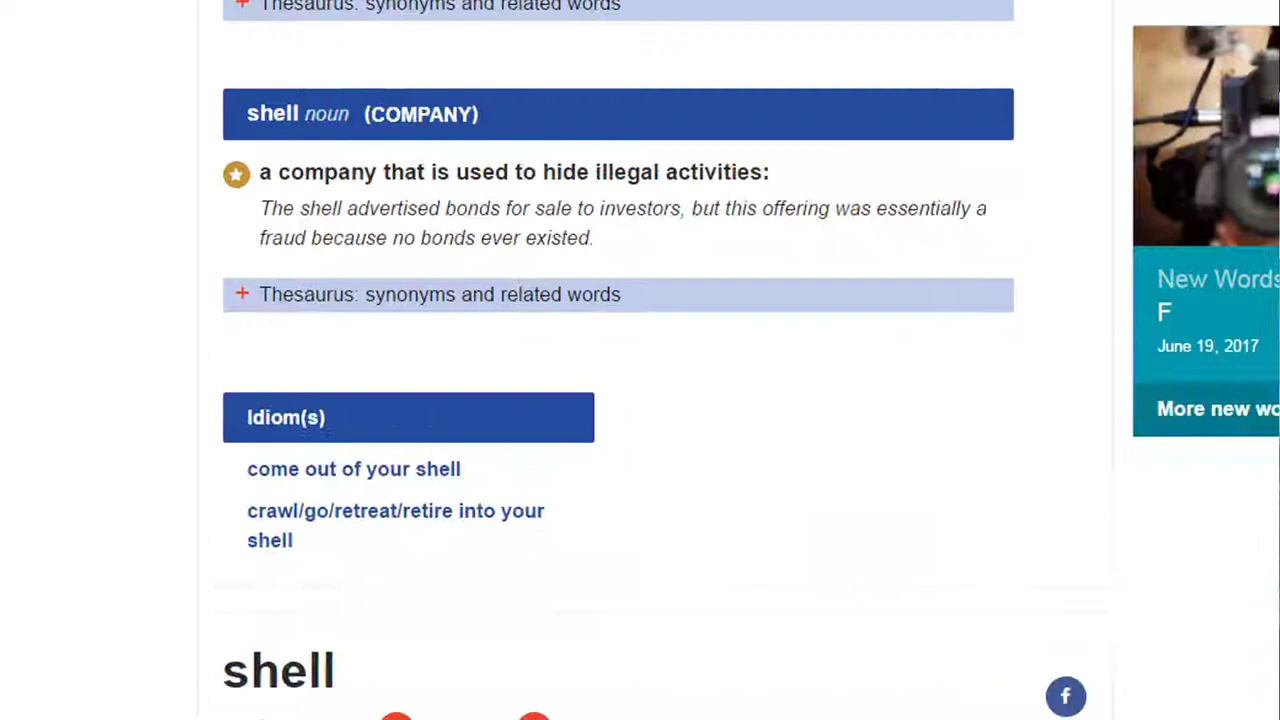 + Thesaurus: synonyms and related words
shell noun (COMPANY)
a company that is used to hide illegal activities:
The shell advertised bonds for sale to investors, but this offering was essentially a
fraud because no bonds ever existed.
+ Thesaurus: synonyms and related words
New Words
F
June 19, 2017
More new wo
Idiom(s)
come out of your shell
crawl/go/retreat/retire into your
shell
shell
f